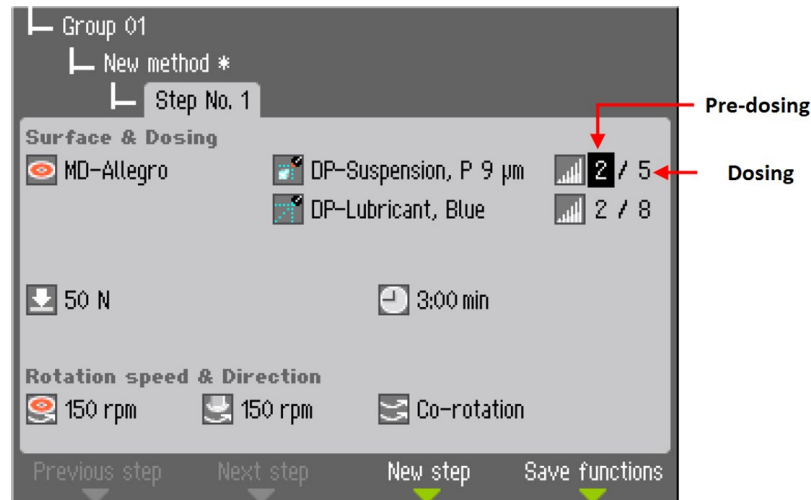 Group 01
New method *
Step No. 1
Pre-dosing
Surface & Dosing
MD-Allegro DP-Suspension, P 9 µm 2 / 5 Dosing
DP-Lubricant, Blue 2 / 8
50 N 3:00 min
Rotation speed & Direction
150 rpm 150 rpm Co-rotation
Previous step Next step New step Save functions